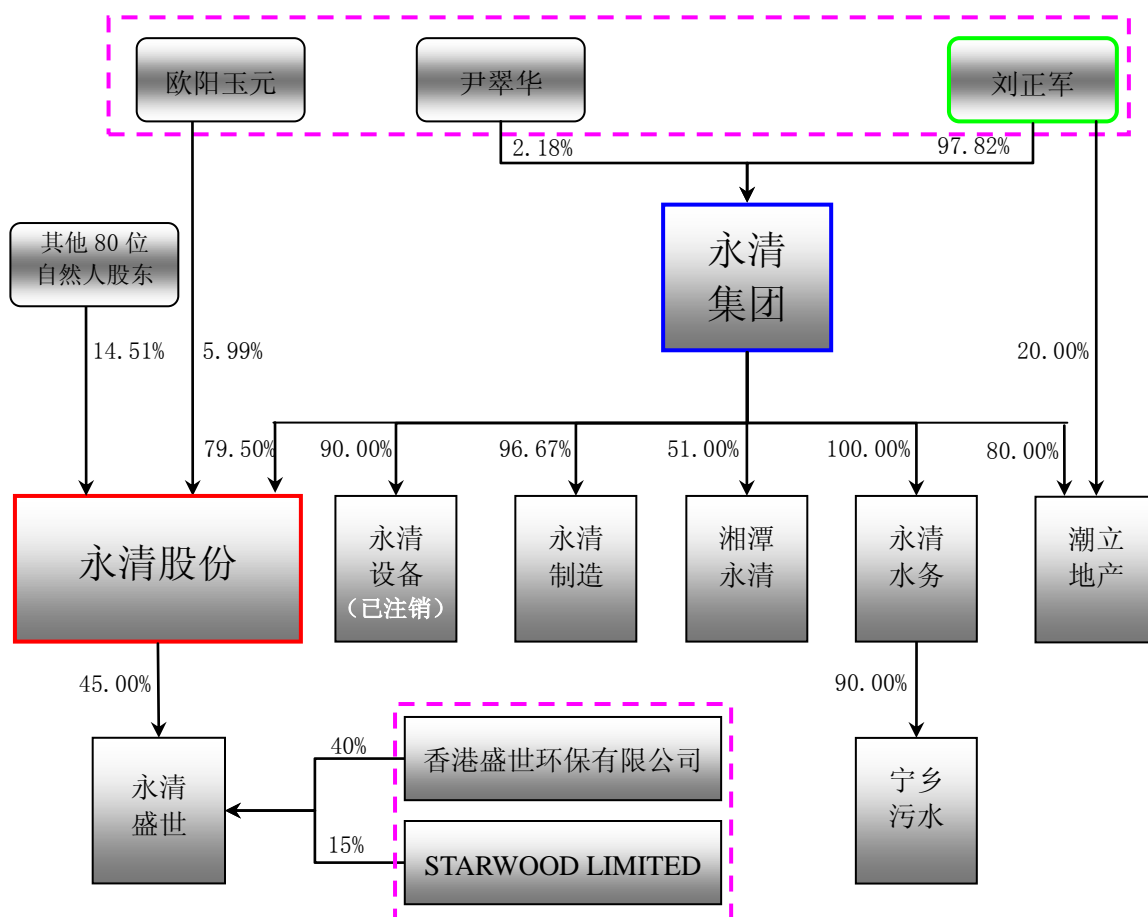 欧阳玉元
尹翠华
刘正军
2.18%
97.82%
其他 80 位
自然人股东
永清
集团
14.51%
5.99%
20.00%
79.50%
90.00%
96.67%
51.00%
100.00%
80.00%
永清股份
永清
设备
（已注销）
永清
制造
湘潭
永清
永清
水务
潮立
地产
45.00%
90.00%
永清
盛世
40%
香港盛世环保有限公司
15%
STARWOOD LIMITED
宁乡
污水